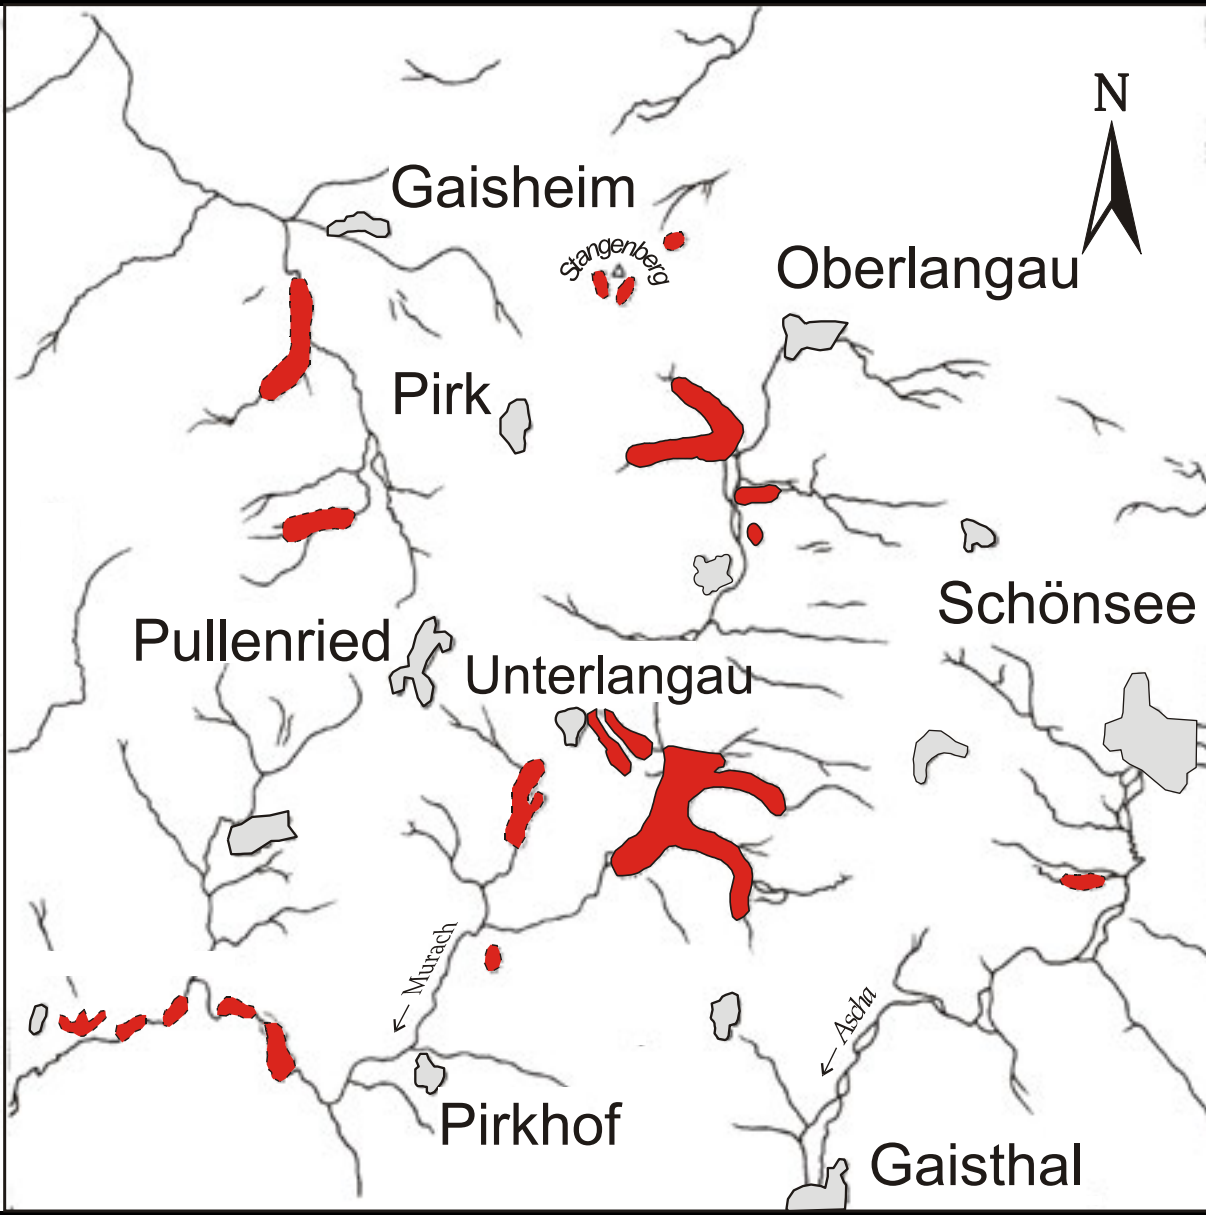 N
Gaisheim
Stangenberg
Oberlangau
Pirk
Schönsee
Pullenried
Unterlangau
← Murach
← Ascha
Pirkhof
Gaisthal